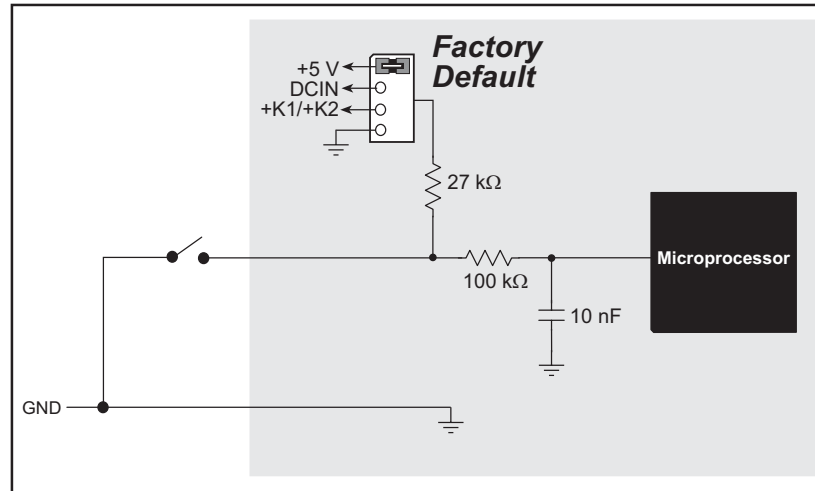 Factory
Default
+5 V
DCIN
+K1/+K2
27 kΩ
100 kΩ
Microprocessor
10 nF
GND